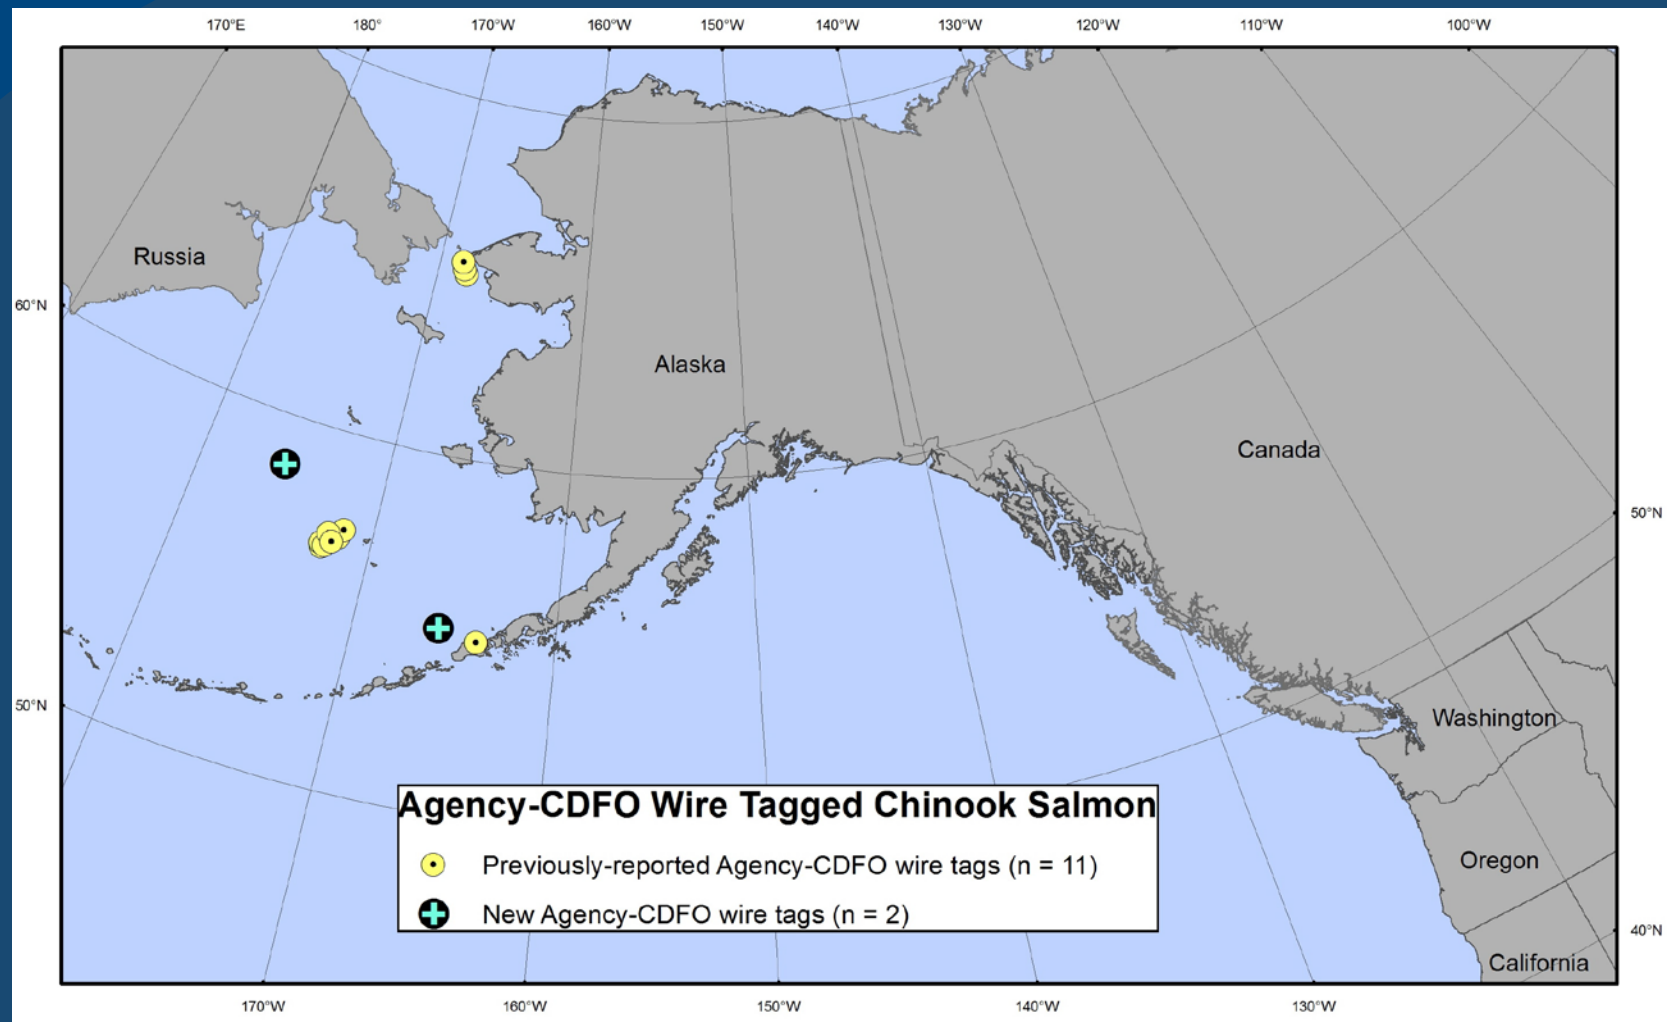 170°E 180° 170°W 160°W 150°W 140°W 130°W 120°W 110°W 100°W
Russia
60°N
Alaska
Canada
50°N
50°N
Washington
Agency-CDFO Wire Tagged Chinook Salmon
Previously-reported Agency-CDFO wire tags (n = 11)
New Agency-CDFO wire tags (n = 2)
Oregon
40°N
California
170°W 160°W 150°W 140°W 130°W